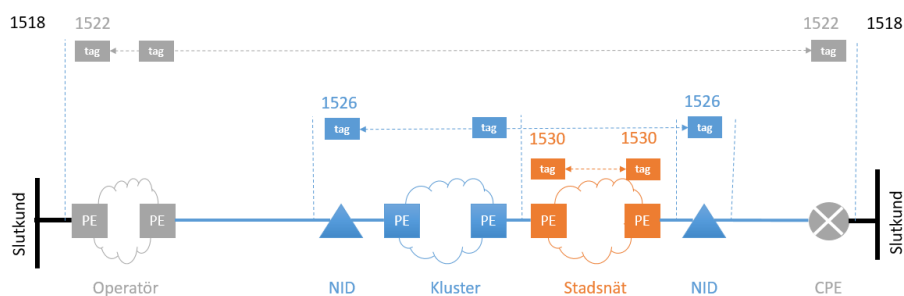 1518
1522
1522
1518
tag
tag
tag
1526
1526
tag
tag
tag
1530
1530
tag
tag
Slutkund
PE
PE
PE
PE
PE
PE
Slutkund
Operatör
NID
Kluster
Stadsnät
NID
CPE